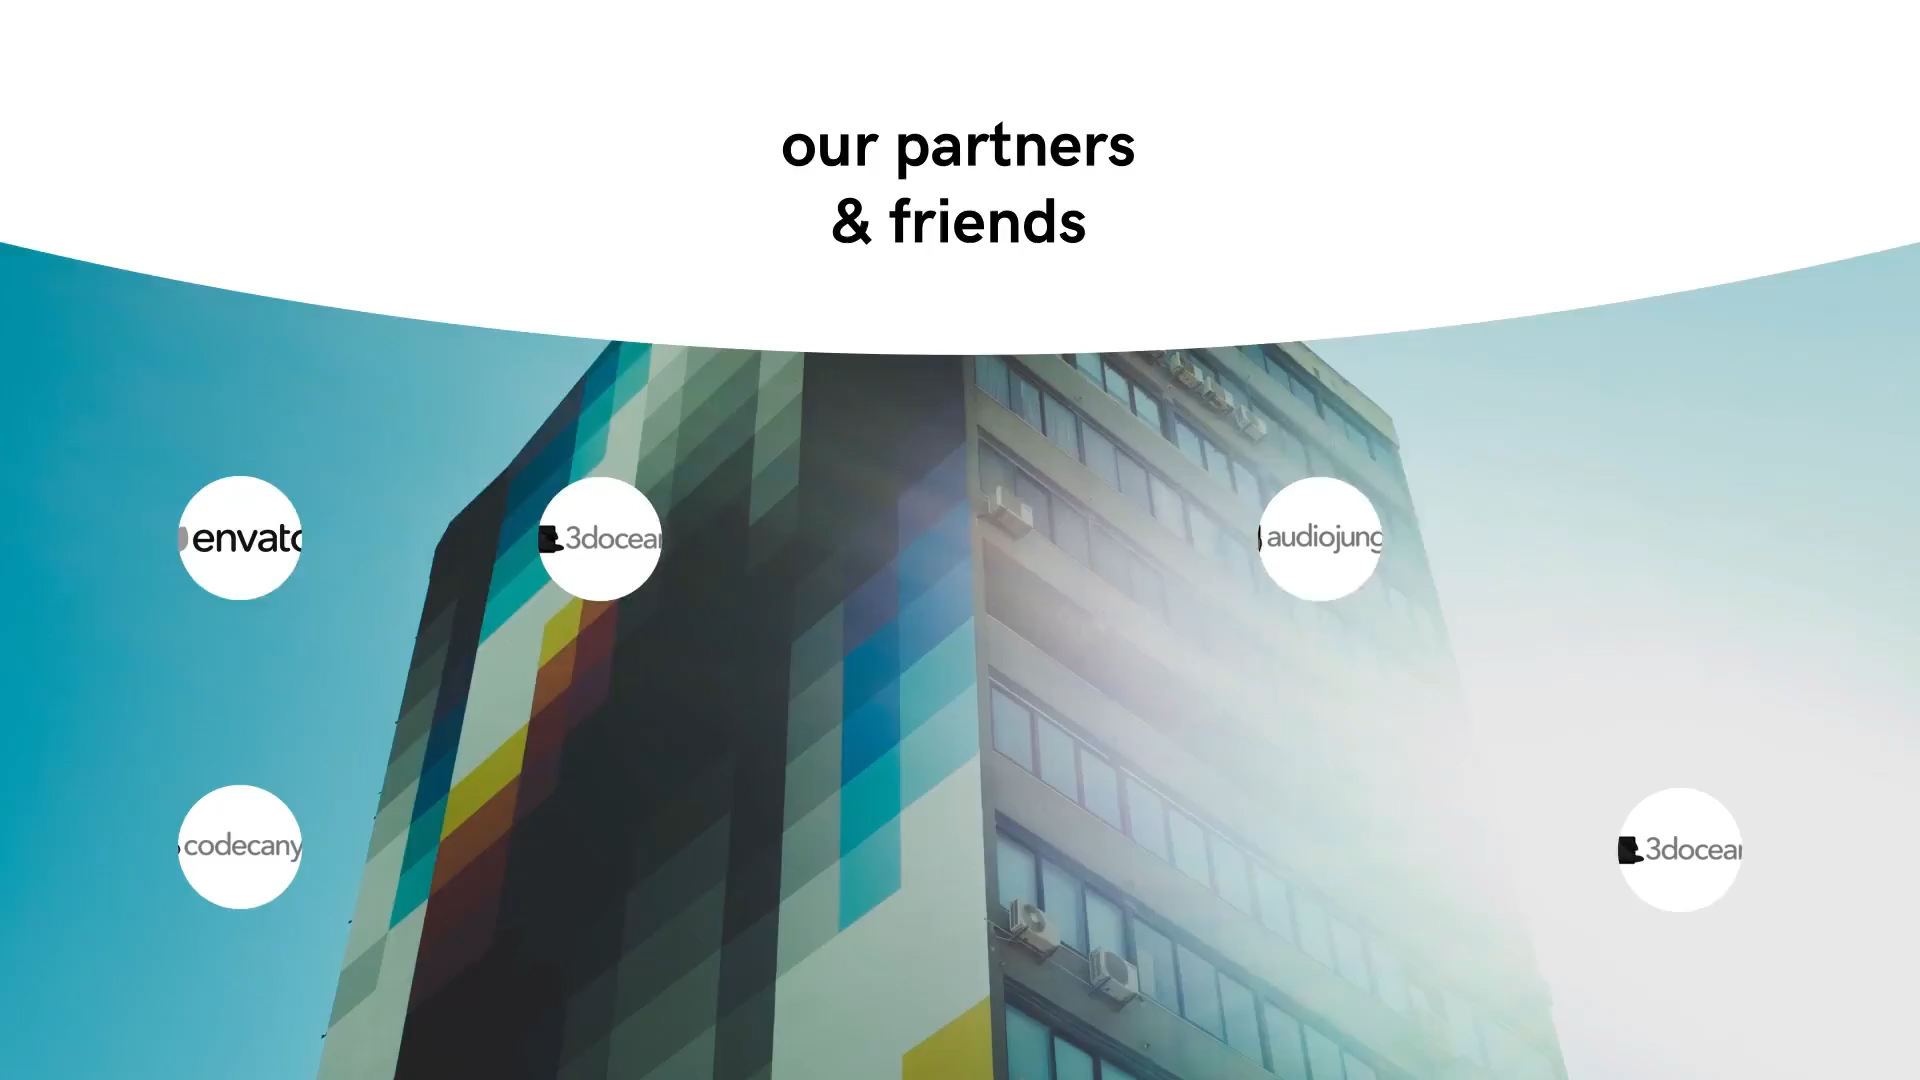 our partners
& friends
envato
3docean
audiojung
codecany
3docean